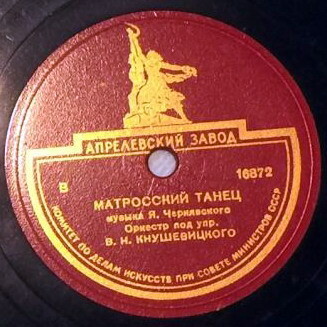 АПРЕЛЕВСКИЙ ЗАВОД
В 16872
МАТРОССКИЙ ТАНЕЦ
музыка Я. Чернявского
Оркестр под упр.
В. Н. КНУШЕВИЦКОГО
КОМИТЕТ ПО ДЕЛАМ ИСКУССТВ ПРИ СОВЕТЕ МИНИСТРОВ СССР